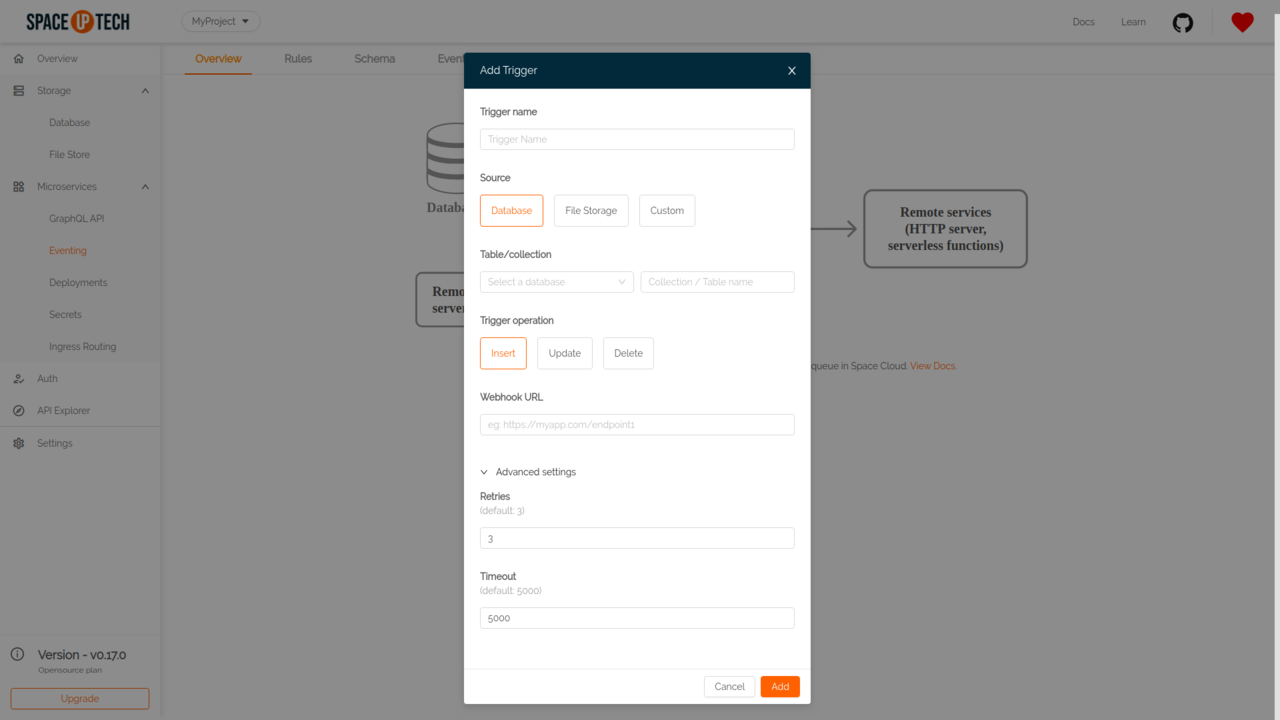 SPACE UP TECH
MyProject
Docs
Learn
Overview
Storage
Database
File Store
Microservices
GraphQL API
Eventing
Deployments
Secrets
Ingress Routing
Auth
API Explorer
Settings
Version - v0.17.0
Opensource plan
Upgrade
Overview
Rules
Schema
Event
Databa
Remo
serve
Remote services
(HTTP server,
serverless functions)
queue in Space Cloud. View Docs.
Add Trigger
X
Trigger name
Trigger Name
Source
Database
File Storage
Custom
Table/collection
Select a database
Collection / Table name
Trigger operation
Insert
Update
Delete
Webhook URL
eg: https://myapp.com/endpoint1
Advanced settings
Retries
(default: 3)
3
Timeout
(default: 5000)
5000
Cancel
Add